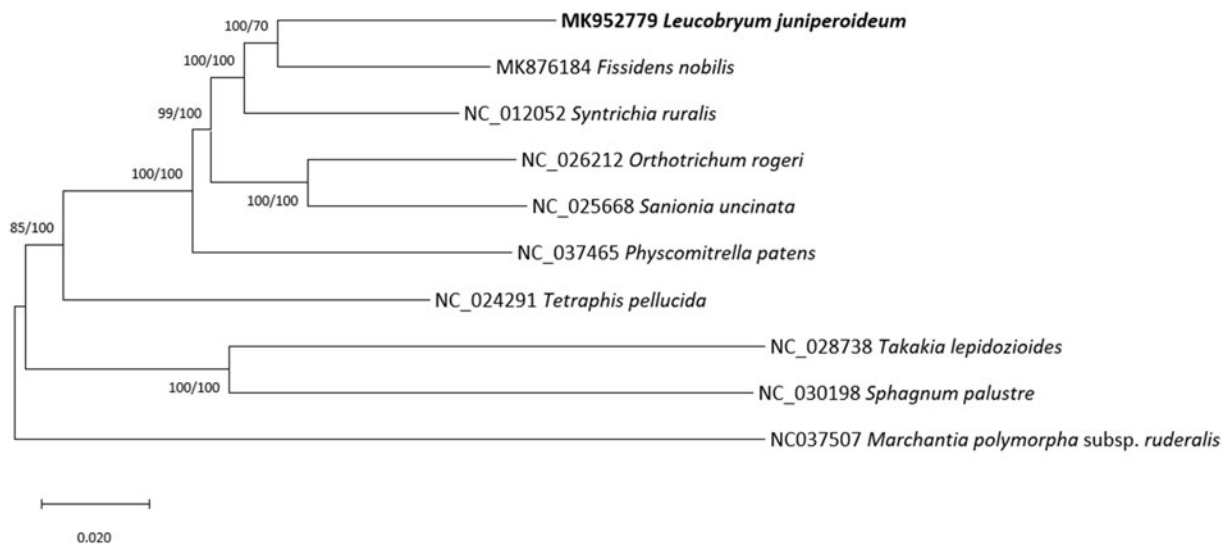 100/70
MK952779 Leucobryum juniperoideum
100/100
MK876184 Fissidens nobilis
99/100
NC_012052 Syntrichia ruralis
NC_026212 Orthotrichum rogeri
100/100
100/100
NC_025668 Sanionia uncinata
85/100
NC_037465 Physcomitrella patens
NC_024291 Tetraphis pellucida
NC_028738 Takakia lepidozioides
100/100
NC_030198 Sphagnum palustre
NC037507 Marchantia polymorpha subsp. ruderalis
0.020